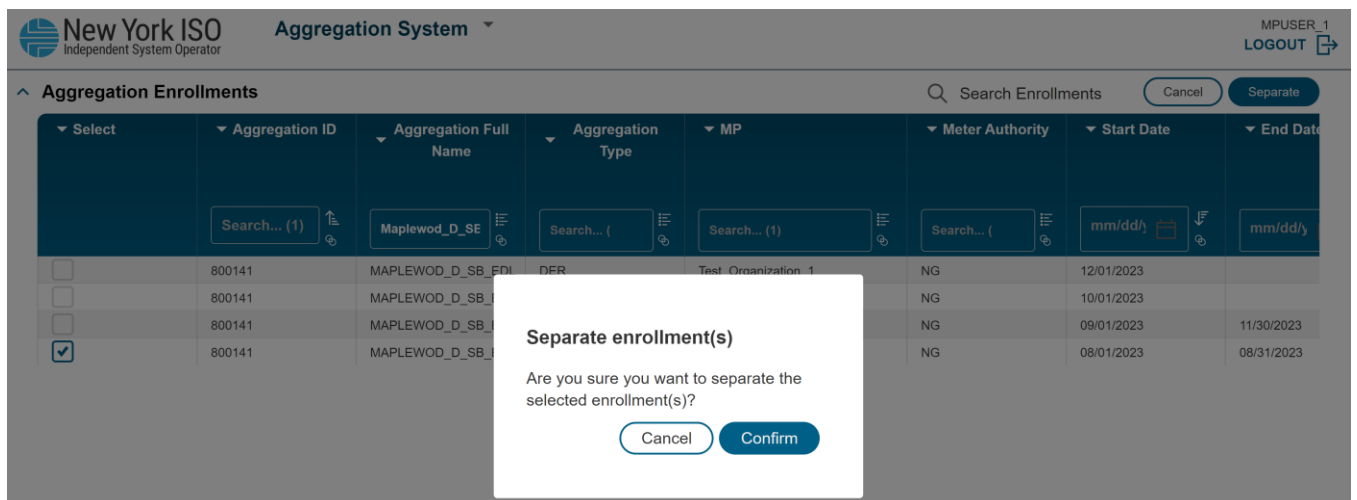 New York ISO
Independent System Operator
Aggregation System
MPUSER_1
LOGOUT
Aggregation Enrollments
Search Enrollments
Cancel
Separate
Select
Aggregation ID
Aggregation Full
Name
Aggregation
Type
MP
Meter Authority
Start Date
End Date
Search... (1)
Maplewod_D_SE
Search... (
Search... (1)
Search... (
mm/dd/y
mm/dd/y
800141 MAPLEWOD_D_SB_EDL DER Test_Organization_1 NG 12/01/2023
800141 MAPLEWOD_D_SB_E NG 10/01/2023
800141 MAPLEWOD_D_SB_E NG 09/01/2023 11/30/2023
800141 MAPLEWOD_D_SB_E NG 08/01/2023 08/31/2023
Separate enrollment(s)
Are you sure you want to separate the
selected enrollment(s)?
Cancel
Confirm